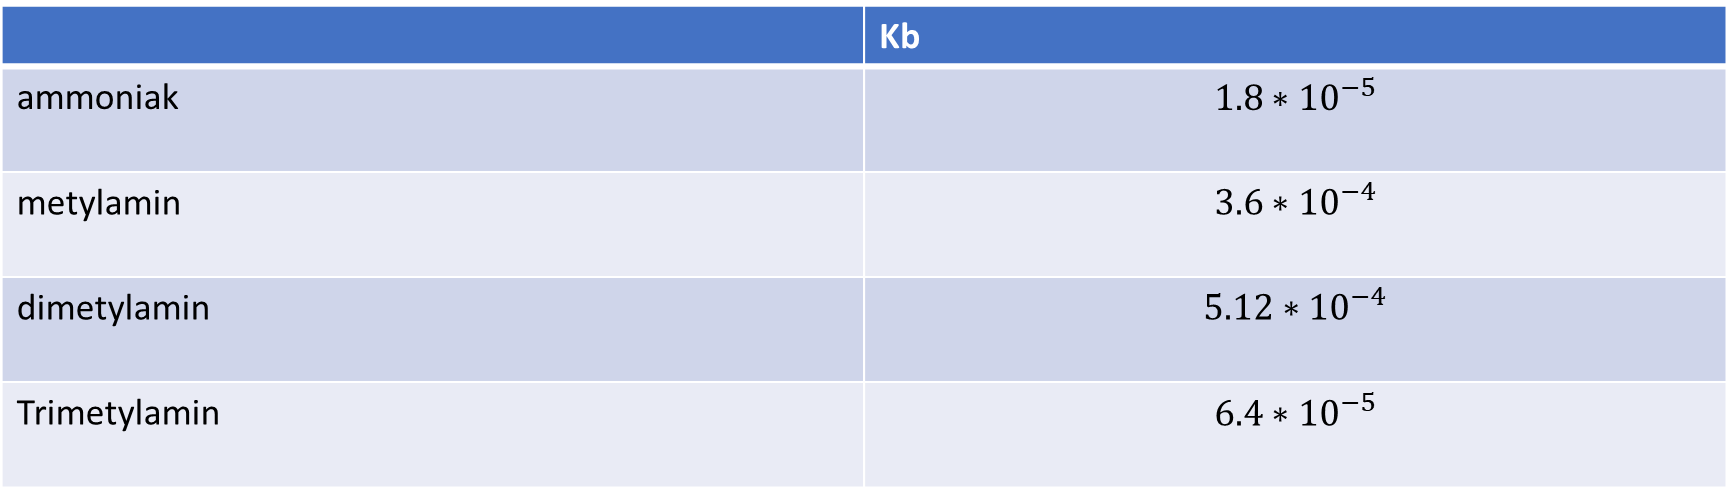 Kb
ammoniak 1.8 ∗ 10⁻⁵
metylamin 3.6 ∗ 10⁻⁴
dimetylamin 5.12 ∗ 10⁻⁴
Trimetylamin 6.4 ∗ 10⁻⁵